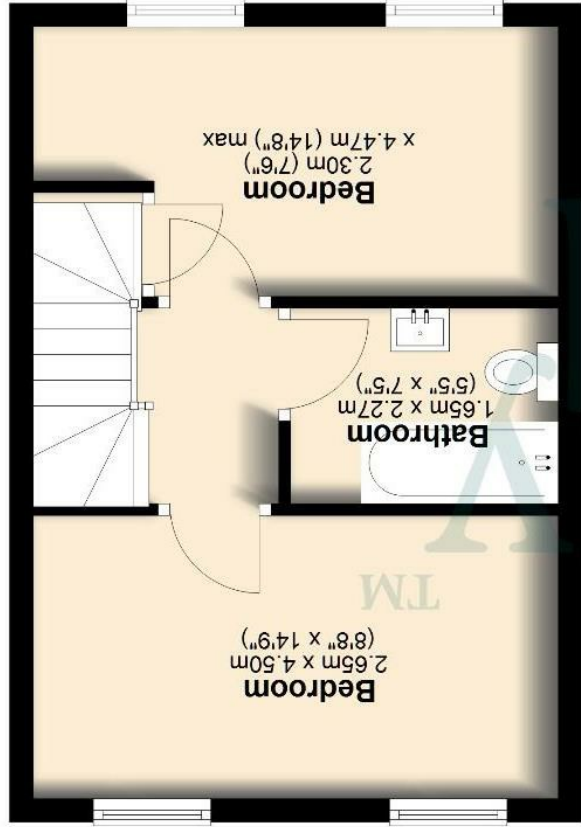 Bedroom
2.65m x 4.50m
(8'8" x 14'9")
TM
Bathroom
1.65m x 2.27m
(5'5" x 7'5")
Bedroom
2.30m (7'6")
x 4.47m (14'8") max